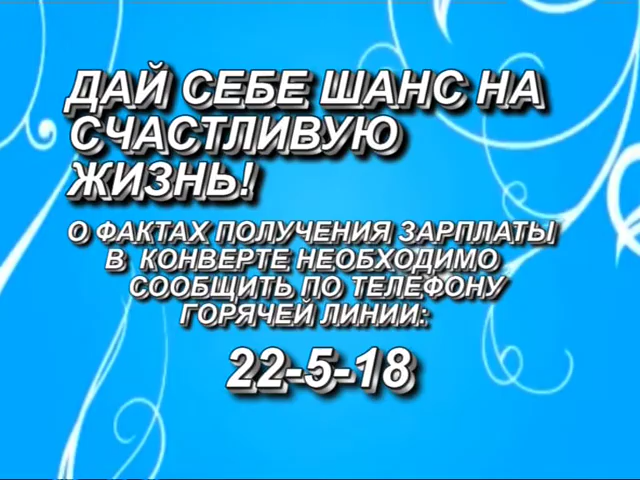 ДАЙ СЕБЕ ШАНС НА
СЧАСТЛИВУЮ
ЖИЗНЬ!
О ФАКТАХ ПОЛУЧЕНИЯ ЗАРПЛАТЫ
В КОНВЕРТЕ НЕОБХОДИМО
СООБЩИТЬ ПО ТЕЛЕФОНУ
ГОРЯЧЕЙ ЛИНИИ:
22-5-18